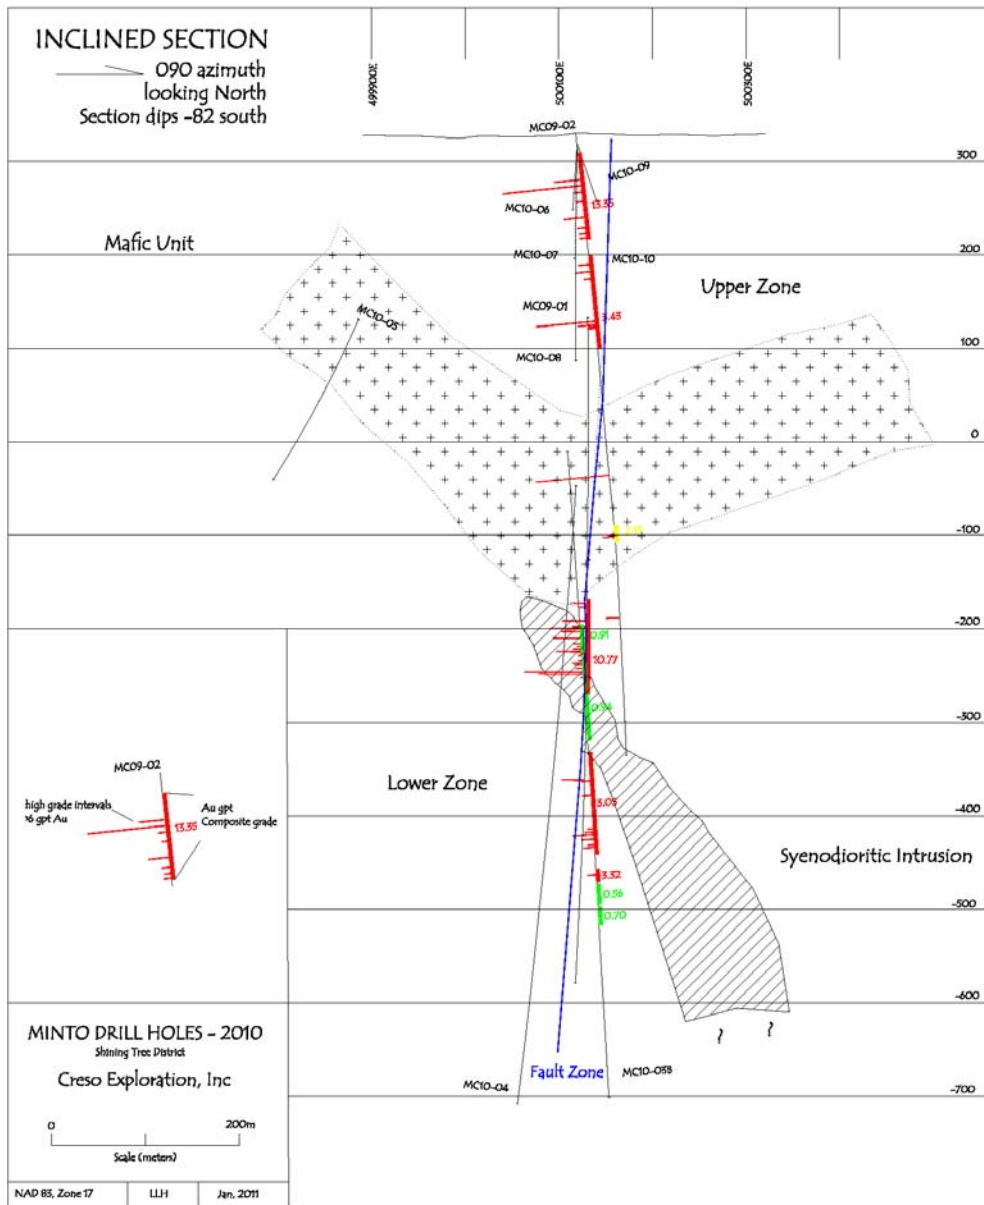 INCLINED SECTION
090 azimuth
looking North
Section dips -82 south
499900E
500100E
500300E
MC09-02
300
MC10-09
13.35
MC10-06
Mafic Unit
200
MC10-07
MC10-10
Upper Zone
MC09-01
3.43
MC10-05
100
MC10-08
0
-100
-200
0.91
10.77
-300
Lower Zone
MC09-02
high grade intervals
Au gpt
Composite grade
13.35
3.05
-400
Syenodioritic Intrusion
3.32
0.56
0.70
-500
-600
MINTO DRILL HOLES - 2010
Shining Tree District
Creso Exploration, Inc
Fault Zone
MC10-03B
MC10-04
-700
0
200m
Scale (meters)
NAD 83, Zone 17
LLH
Jan, 2011